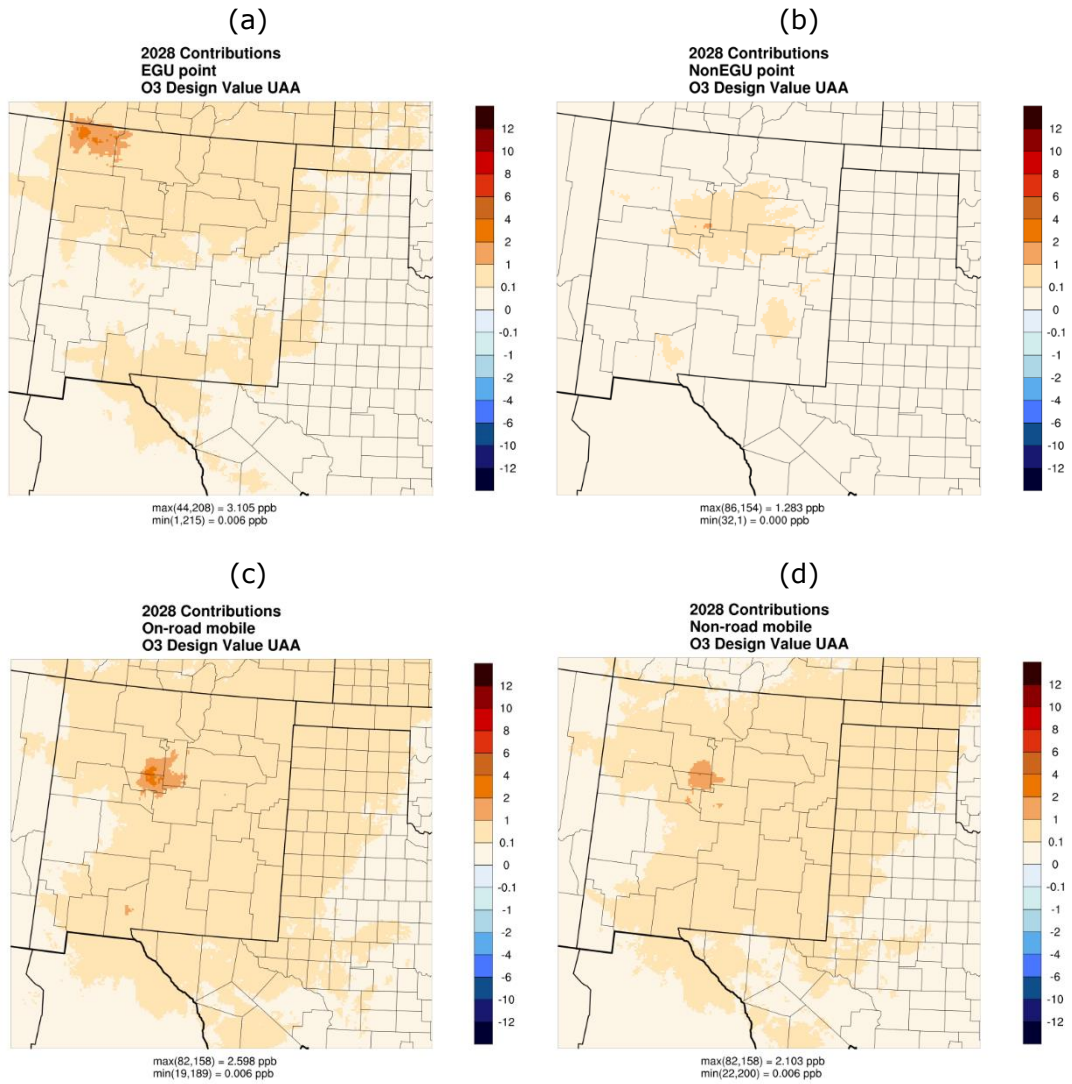 (a)
2028 Contributions
EGU point
O3 Design Value UAA
12
10
8
6
4
2
1
0.1
0
-0.1
-1
-2
-4
-6
-10
-12
max(44,208) = 3.105 ppb
min(1,215) = 0.006 ppb
(b)
2028 Contributions
NonEGU point
O3 Design Value UAA
12
10
8
6
4
2
1
0.1
0
-0.1
-1
-2
-4
-6
-10
-12
max(86,154) = 1.283 ppb
min(32,1) = 0.000 ppb
(c)
2028 Contributions
On-road mobile
O3 Design Value UAA
12
10
8
6
4
2
1
0.1
0
-0.1
-1
-2
-4
-6
-10
-12
max(82,158) = 2.598 ppb
min(19,189) = 0.006 ppb
(d)
2028 Contributions
Non-road mobile
O3 Design Value UAA
12
10
8
6
4
2
1
0.1
0
-0.1
-1
-2
-4
-6
-10
-12
max(82,158) = 2.103 ppb
min(22,200) = 0.006 ppb